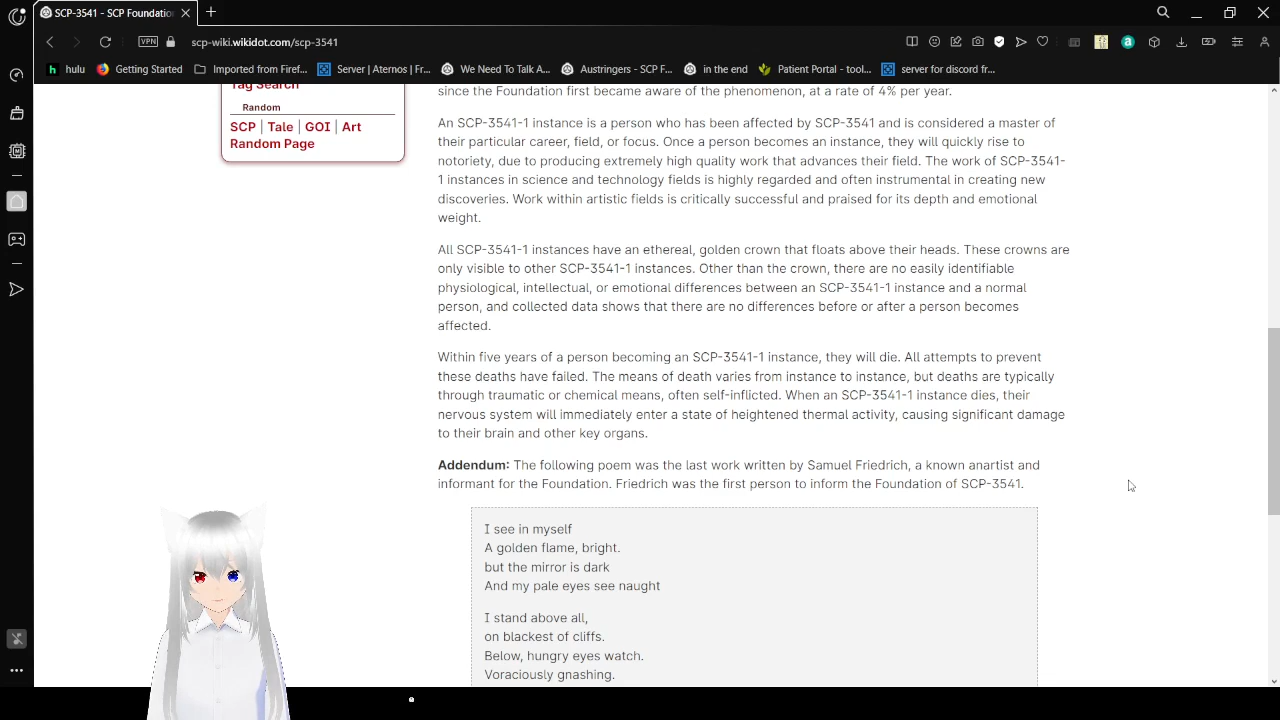 SCP-3541 - SCP Foundatio
scp-wiki.wikidot.com/scp-3541
VPN
hulu
Getting Started
Imported from Firef...
Server | Aternos | Fr...
We Need To Talk A...
Austringers - SCP F...
in the end
Patient Portal - tool...
server for discord fr...
Tag Search
Random
SCP | Tale | GOI | Art
Random Page
since the Foundation first became aware of the phenomenon, at a rate of 4% per year.
An SCP-3541-1 instance is a person who has been affected by SCP-3541 and is considered a master of
their particular career, field, or focus. Once a person becomes an instance, they will quickly rise to
notoriety, due to producing extremely high quality work that advances their field. The work of SCP-3541-
1 instances in science and technology fields is highly regarded and often instrumental in creating new
discoveries. Work within artistic fields is critically successful and praised for its depth and emotional
weight.
All SCP-3541-1 instances have an ethereal, golden crown that floats above their heads. These crowns are
only visible to other SCP-3541-1 instances. Other than the crown, there are no easily identifiable
physiological, intellectual, or emotional differences between an SCP-3541-1 instance and a normal
person, and collected data shows that there are no differences before or after a person becomes
affected.
Within five years of a person becoming an SCP-3541-1 instance, they will die. All attempts to prevent
these deaths have failed. The means of death varies from instance to instance, but deaths are typically
through traumatic or chemical means, often self-inflicted. When an SCP-3541-1 instance dies, their
nervous system will immediately enter a state of heightened thermal activity, causing significant damage
to their brain and other key organs.
Addendum: The following poem was the last work written by Samuel Friedrich, a known anartist and
informant for the Foundation. Friedrich was the first person to inform the Foundation of SCP-3541.
I see in myself
A golden flame, bright.
but the mirror is dark
And my pale eyes see naught
I stand above all,
on blackest of cliffs.
Below, hungry eyes watch.
Voraciously gnashing.